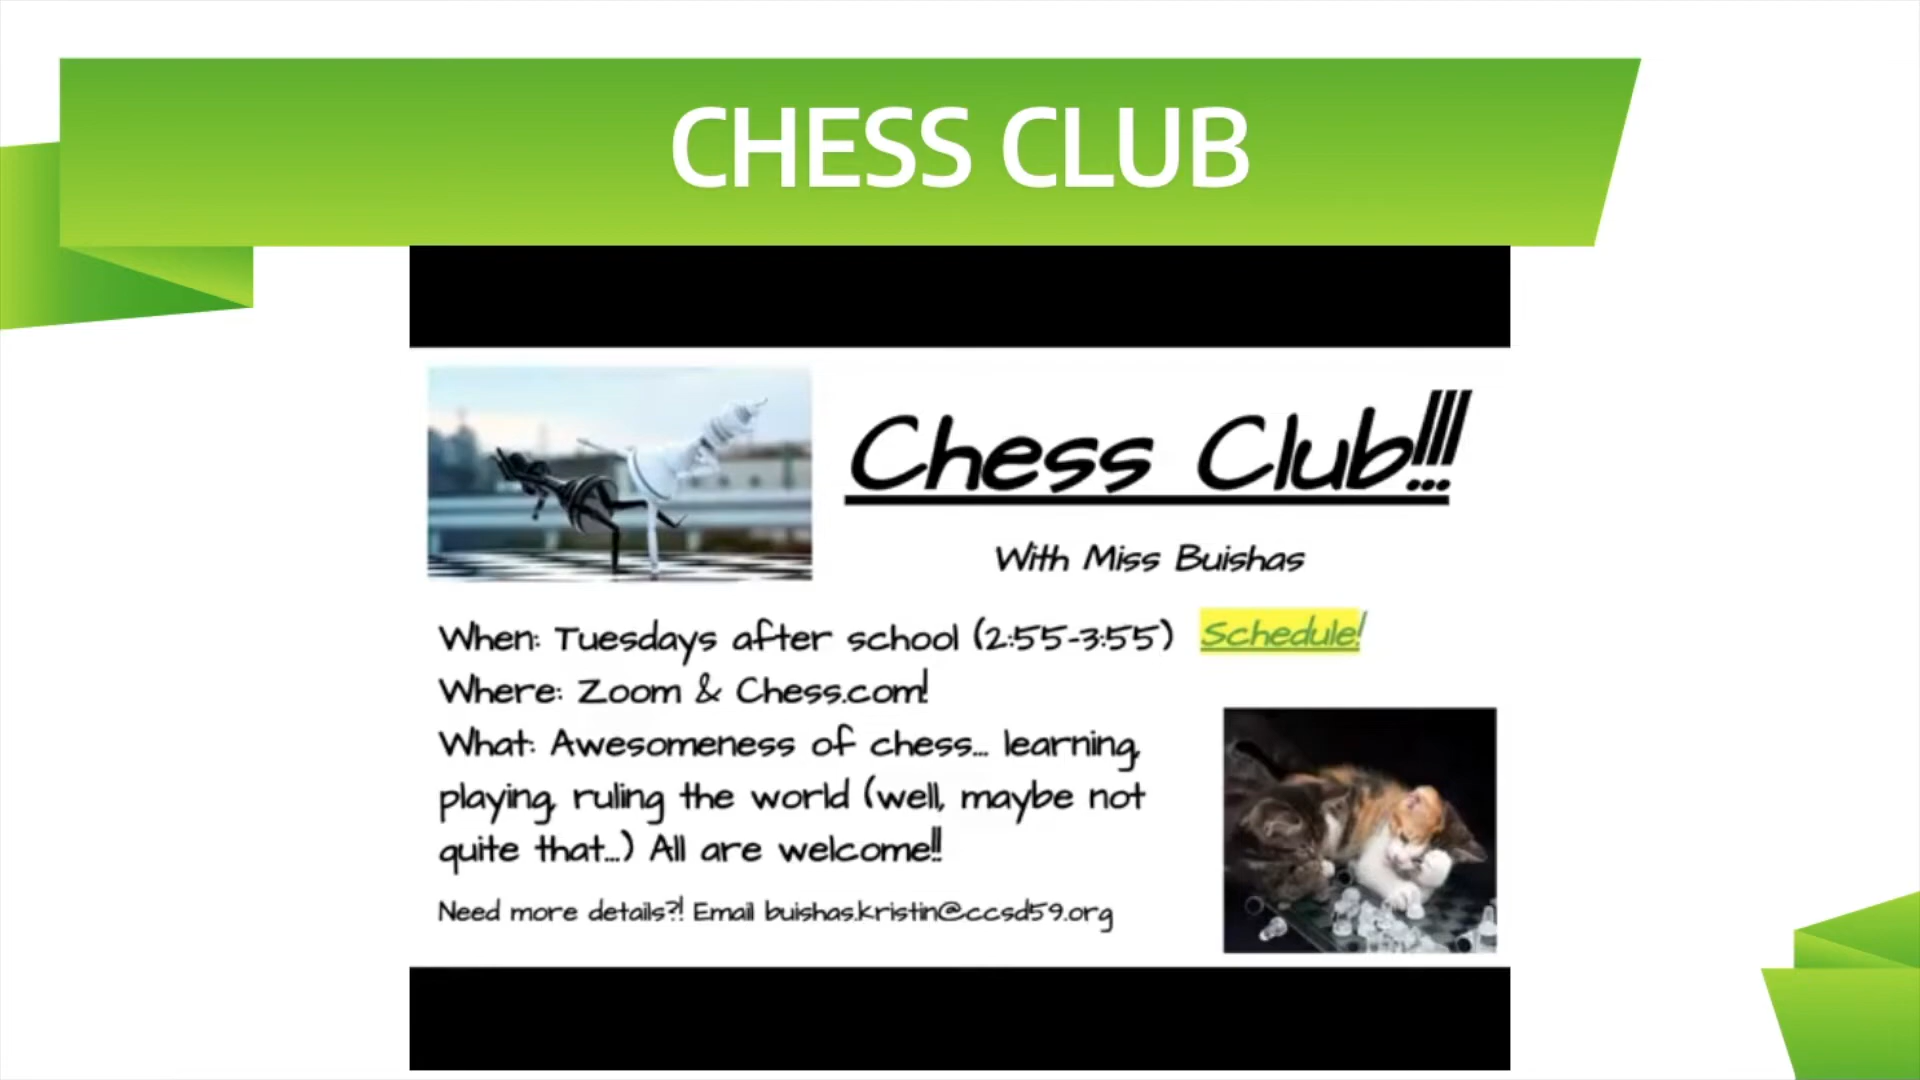 CHESS CLUB
Chess Club!!!
With Miss Buishas
When: Tuesdays after school (2:55-3:55) Schedule!
Where: Zoom & Chess.com!
What: Awesomeness of chess... learning,
playing, ruling the world (well, maybe not
quite that...) All are welcome!!
Need more details?! Email buishas.kristin@ccsd59.org